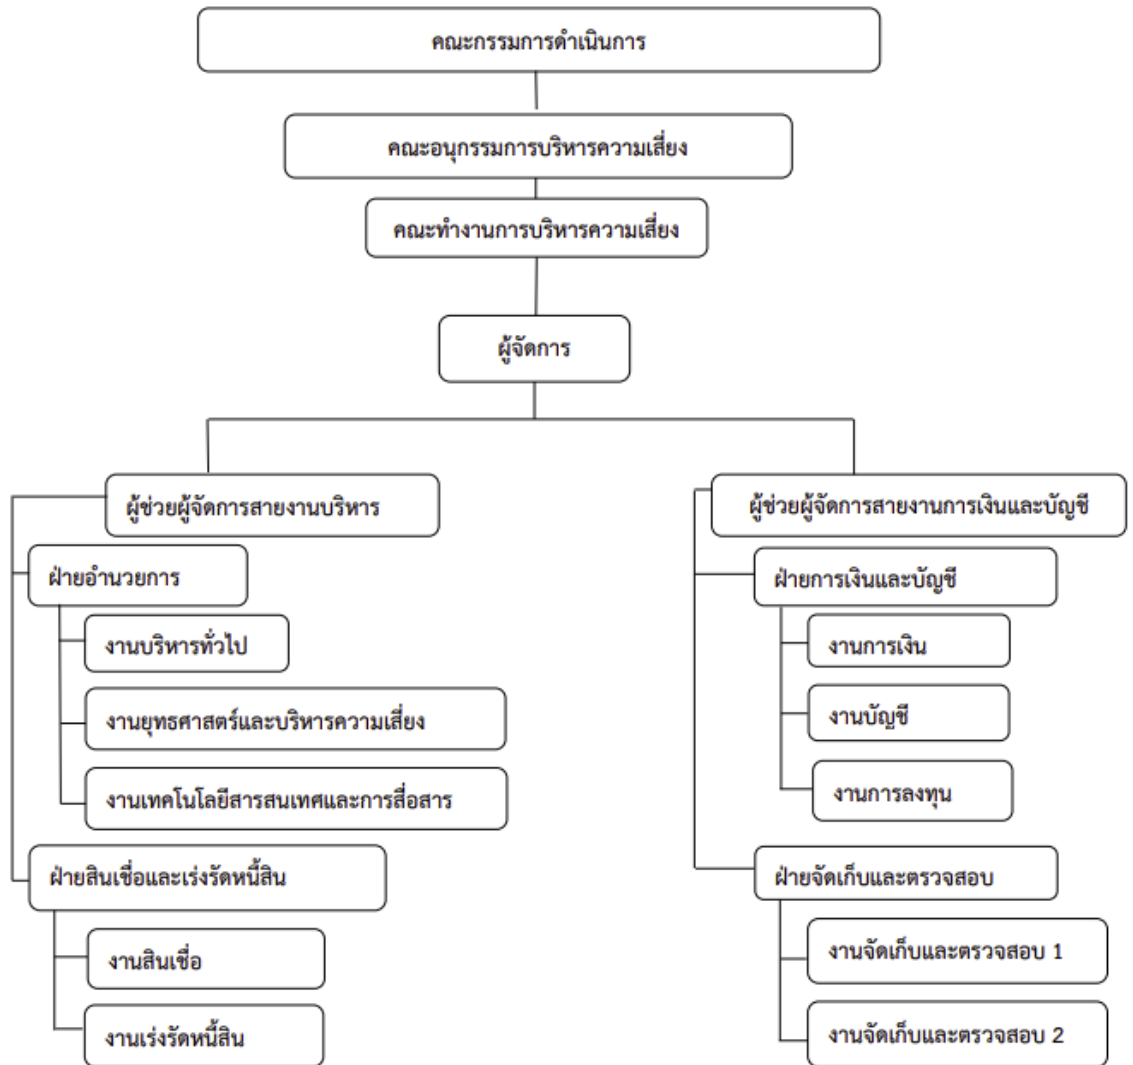 คณะกรรมการดำเนินการ
คณะอนุกรรมการบริหารความเสี่ยง
คณะทำงานการบริหารความเสี่ยง
ผู้จัดการ
ผู้ช่วยผู้จัดการสายงานบริหาร
ฝ่ายอำนวยการ
งานบริหารทั่วไป
งานยุทธศาสตร์และบริหารความเสี่ยง
งานเทคโนโลยีสารสนเทศและการสื่อสาร
ฝ่ายสินเชื่อและเร่งรัดหนี้สิน
งานสินเชื่อ
งานเร่งรัดหนี้สิน
ผู้ช่วยผู้จัดการสายงานการเงินและบัญชี
ฝ่ายการเงินและบัญชี
งานการเงิน
งานบัญชี
งานการลงทุน
ฝ่ายจัดเก็บและตรวจสอบ
งานจัดเก็บและตรวจสอบ 1
งานจัดเก็บและตรวจสอบ 2